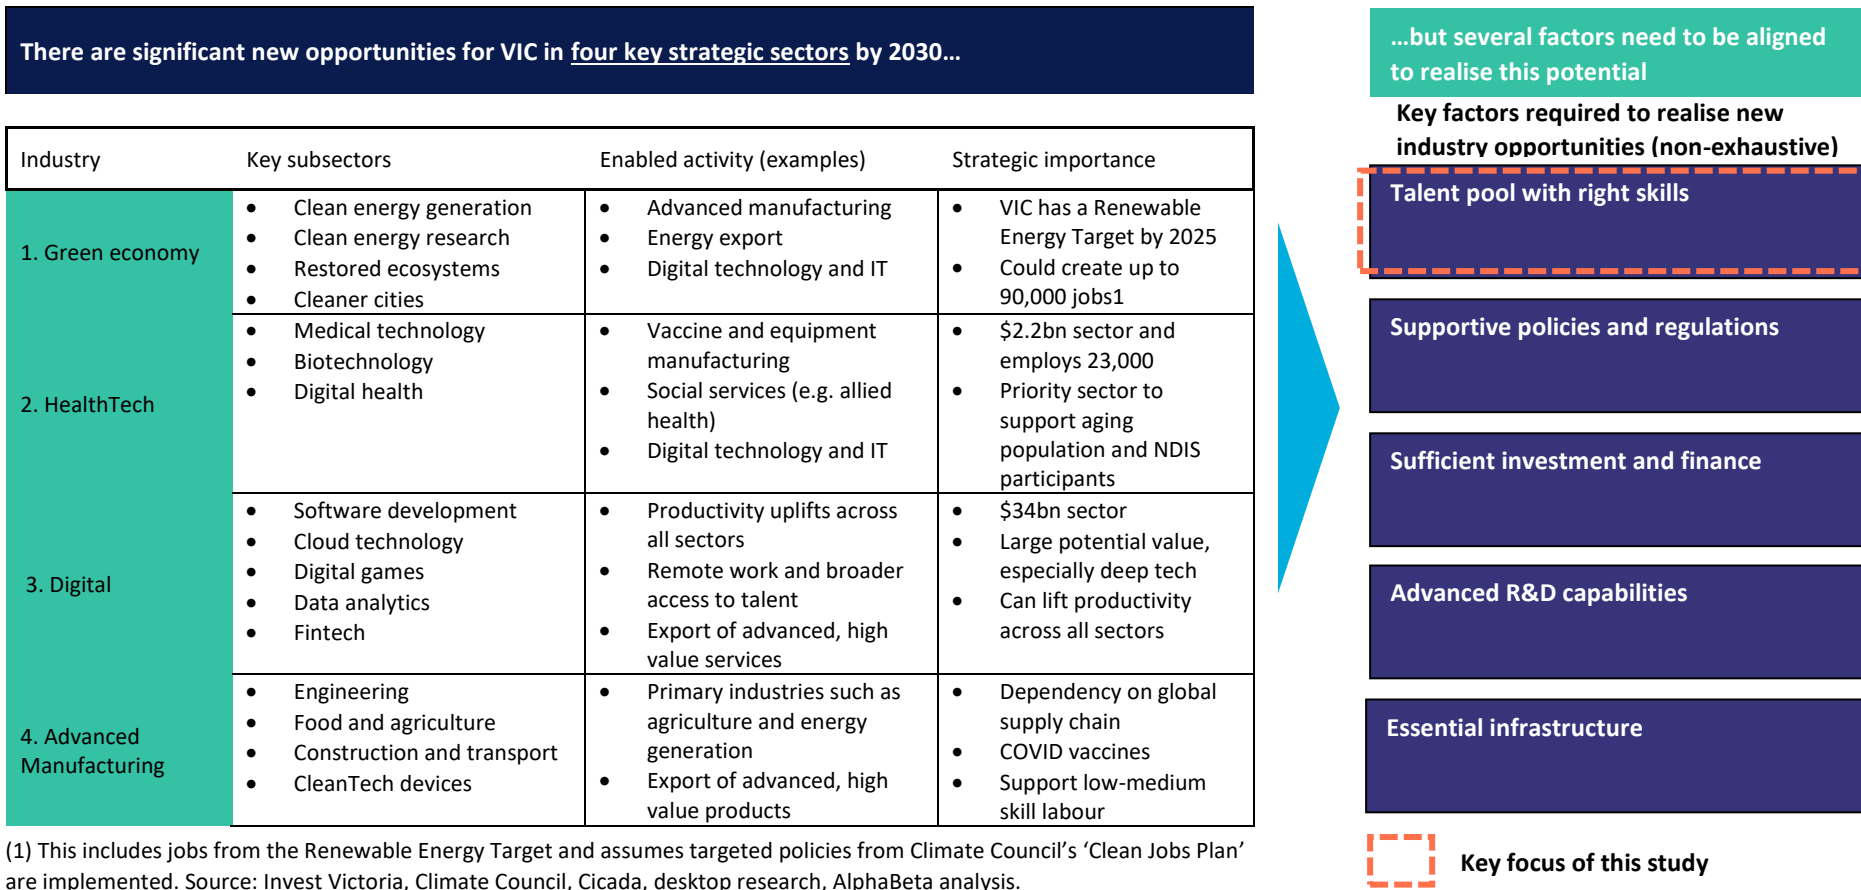 There are significant new opportunities for VIC in four key strategic sectors by 2030…
Industry
Key subsectors
Enabled activity (examples)
Strategic importance
1. Green economy
• Clean energy generation
• Clean energy research
• Restored ecosystems
• Cleaner cities
• Advanced manufacturing
• Energy export
• Digital technology and IT
• VIC has a Renewable
Energy Target by 2025
• Could create up to
90,000 jobs1
2. HealthTech
• Medical technology
• Biotechnology
• Digital health
• Vaccine and equipment
manufacturing
• Social services (e.g. allied
health)
• Digital technology and IT
• $2.2bn sector and
employs 23,000
• Priority sector to
support aging
population and NDIS
participants
3. Digital
• Software development
• Cloud technology
• Digital games
• Data analytics
• Fintech
• Productivity uplifts across
all sectors
• Remote work and broader
access to talent
• Export of advanced, high
value services
• $34bn sector
• Large potential value,
especially deep tech
• Can lift productivity
across all sectors
4. Advanced
Manufacturing
• Engineering
• Food and agriculture
• Construction and transport
• CleanTech devices
• Primary industries such as
agriculture and energy
generation
• Export of advanced, high
value products
• Dependency on global
supply chain
• COVID vaccines
• Support low-medium
skill labour
(1) This includes jobs from the Renewable Energy Target and assumes targeted policies from Climate Council’s ‘Clean Jobs Plan’
are implemented. Source: Invest Victoria, Climate Council, Cicada, desktop research, AlphaBeta analysis.
…but several factors need to be aligned
to realise this potential
Key factors required to realise new
industry opportunities (non-exhaustive)
Talent pool with right skills
Supportive policies and regulations
Sufficient investment and finance
Advanced R&D capabilities
Essential infrastructure
Key focus of this study